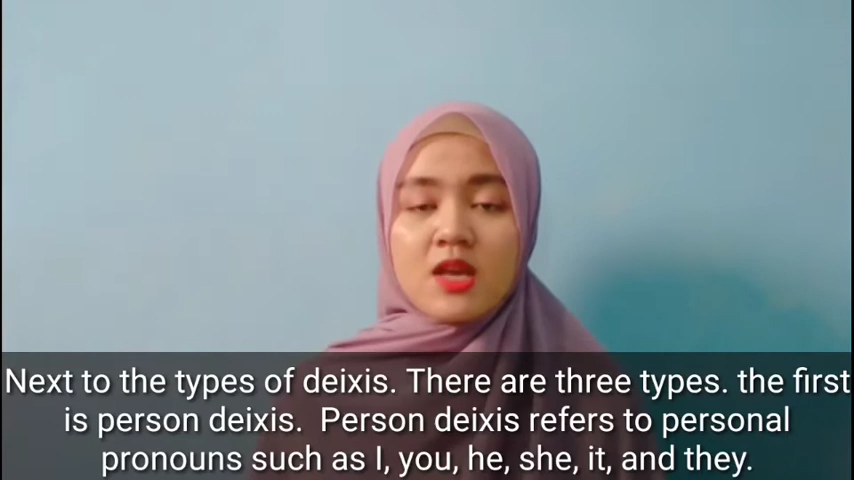 Next to the types of deixis. There are three types. the first
is person deixis.  Person deixis refers to personal
pronouns such as I, you, he, she, it, and they.